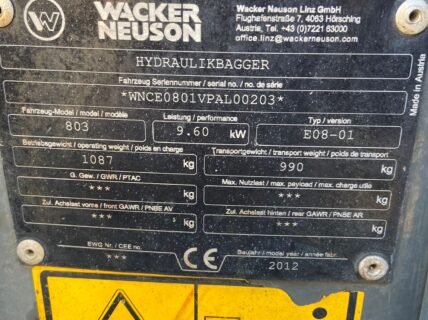 WACKER
NEUSON
Wacker Neuson Linz GmbH
Flughafenstraße 7, 4063 Hörsching
Austria, Tel. +43 (0)7221 63000
office.linz@wackerneuson.com
Made in Austria
HYDRAULIKBAGGER
Fahrzeug Seriennummer / serial no. / no. de série
*WNCE0801VPAL00203*
Fahrzeug-Model / model / modèle
Leistung / performance
Typ / version
803
9.60 kW
E08-01
Betriebsgewicht / operating weight / poids en charge
Transportgewicht / transport weight / poids de transport
1087 kg
990 kg
G. Gew. / GWR / PTAC
Max. Nutzlast / max. payload / max. charge utile
*** kg
*** kg
Zul. Achslast vorne / front GAWR / PNBE AV
Zul. Achslast hinten / rear GAWR / PNBE AR
*** kg
*** kg
EWG Nr. / CEE no.
***
CE
Baujahr / model year / année fabr.
2012